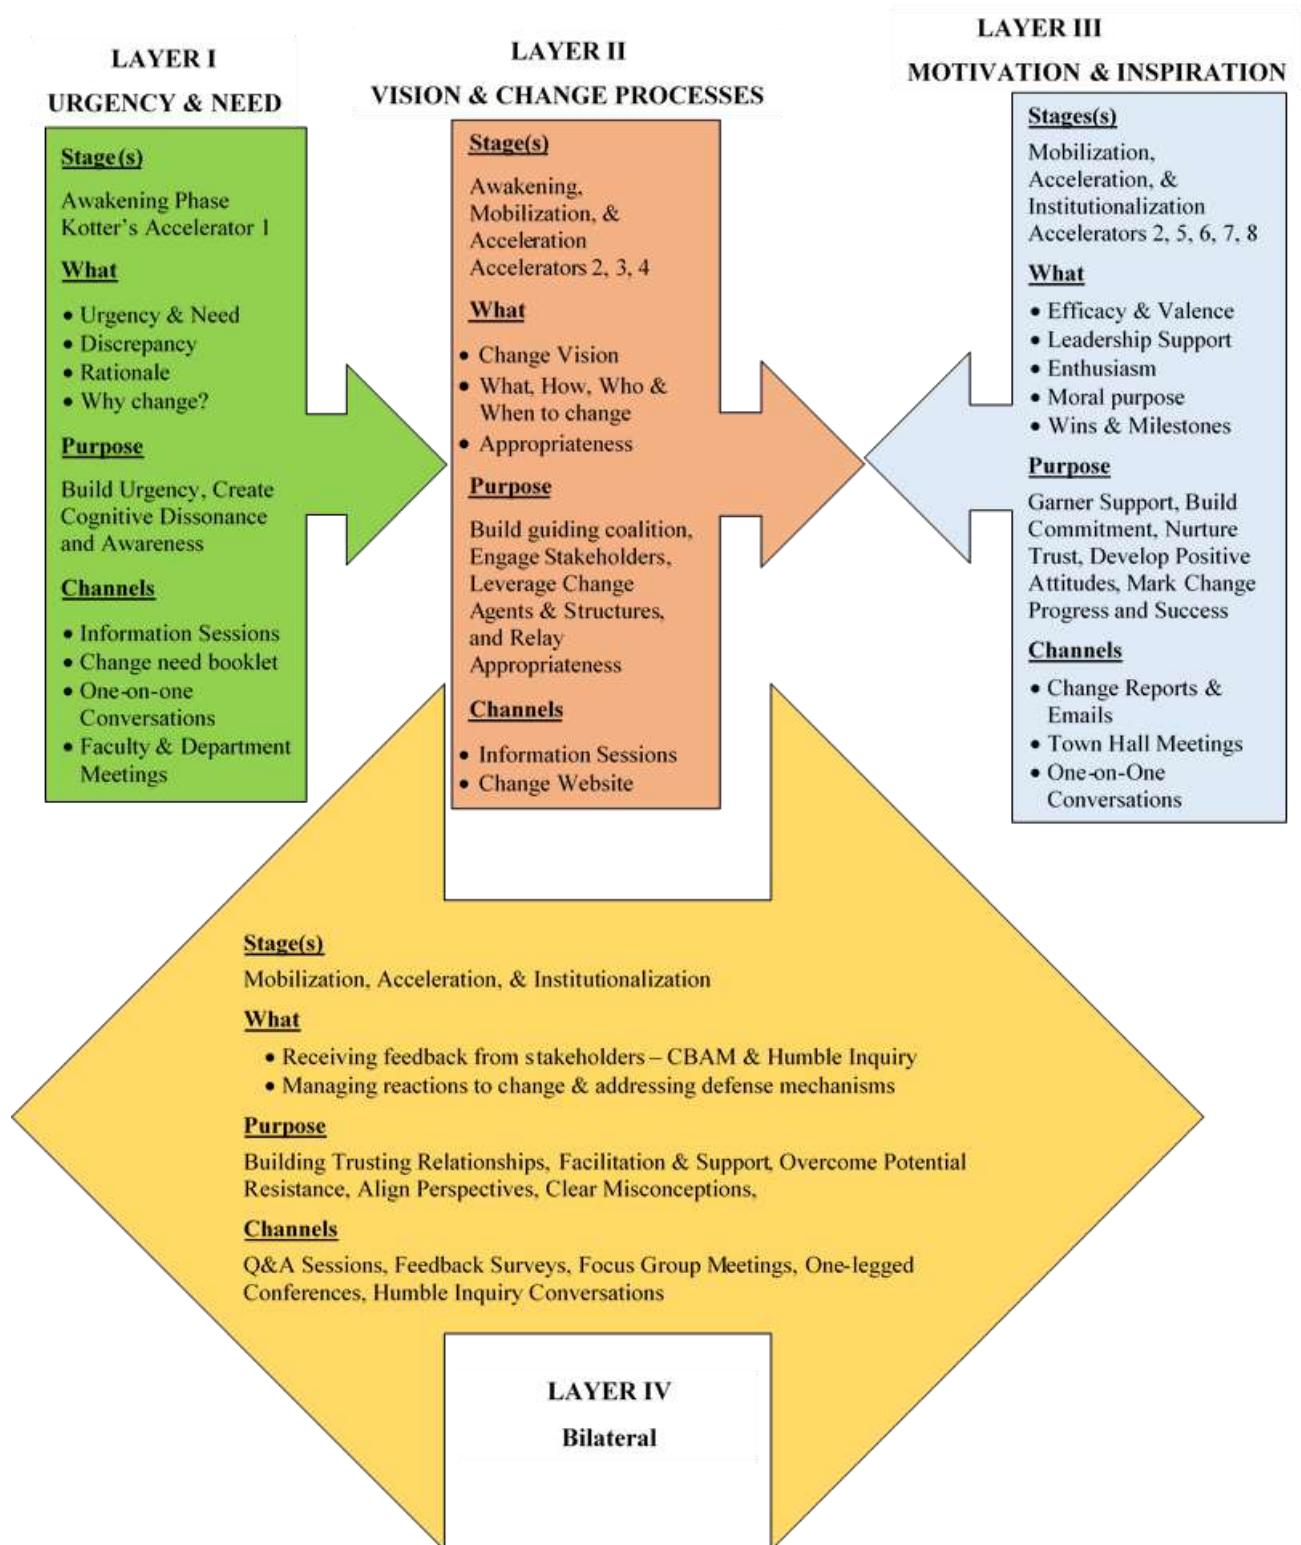 LAYER I
URGENCY & NEED
Stage(s)
Awakening Phase
Kotter's Accelerator 1
What
• Urgency & Need
• Discrepancy
• Rationale
• Why change?
Purpose
Build Urgency, Create
Cognitive Dissonance
and Awareness
Channels
• Information Sessions
• Change need booklet
• One-on-one
Conversations
• Faculty & Department
Meetings
LAYER II
VISION & CHANGE PROCESSES
Stage(s)
Awakening,
Mobilization, &
Acceleration
Accelerators 2, 3, 4
What
• Change Vision
• What, How, Who &
When to change
• Appropriateness
Purpose
Build guiding coalition,
Engage Stakeholders,
Leverage Change
Agents & Structures,
and Relay
Appropriateness
Channels
• Information Sessions
• Change Website
LAYER III
MOTIVATION & INSPIRATION
Stages(s)
Mobilization,
Acceleration, &
Institutionalization
Accelerators 2, 5, 6, 7, 8
What
• Efficacy & Valence
• Leadership Support
• Enthusiasm
• Moral purpose
• Wins & Milestones
Purpose
Garner Support, Build
Commitment, Nurture
Trust, Develop Positive
Attitudes, Mark Change
Progress and Success
Channels
• Change Reports &
Emails
• Town Hall Meetings
• One-on-One
Conversations
Stage(s)
Mobilization, Acceleration, & Institutionalization
What
• Receiving feedback from stakeholders – CBAM & Humble Inquiry
• Managing reactions to change & addressing defense mechanisms
Purpose
Building Trusting Relationships, Facilitation & Support, Overcome Potential
Resistance, Align Perspectives, Clear Misconceptions,
Channels
Q&A Sessions, Feedback Surveys, Focus Group Meetings, One-legged
Conferences, Humble Inquiry Conversations
LAYER IV
Bilateral